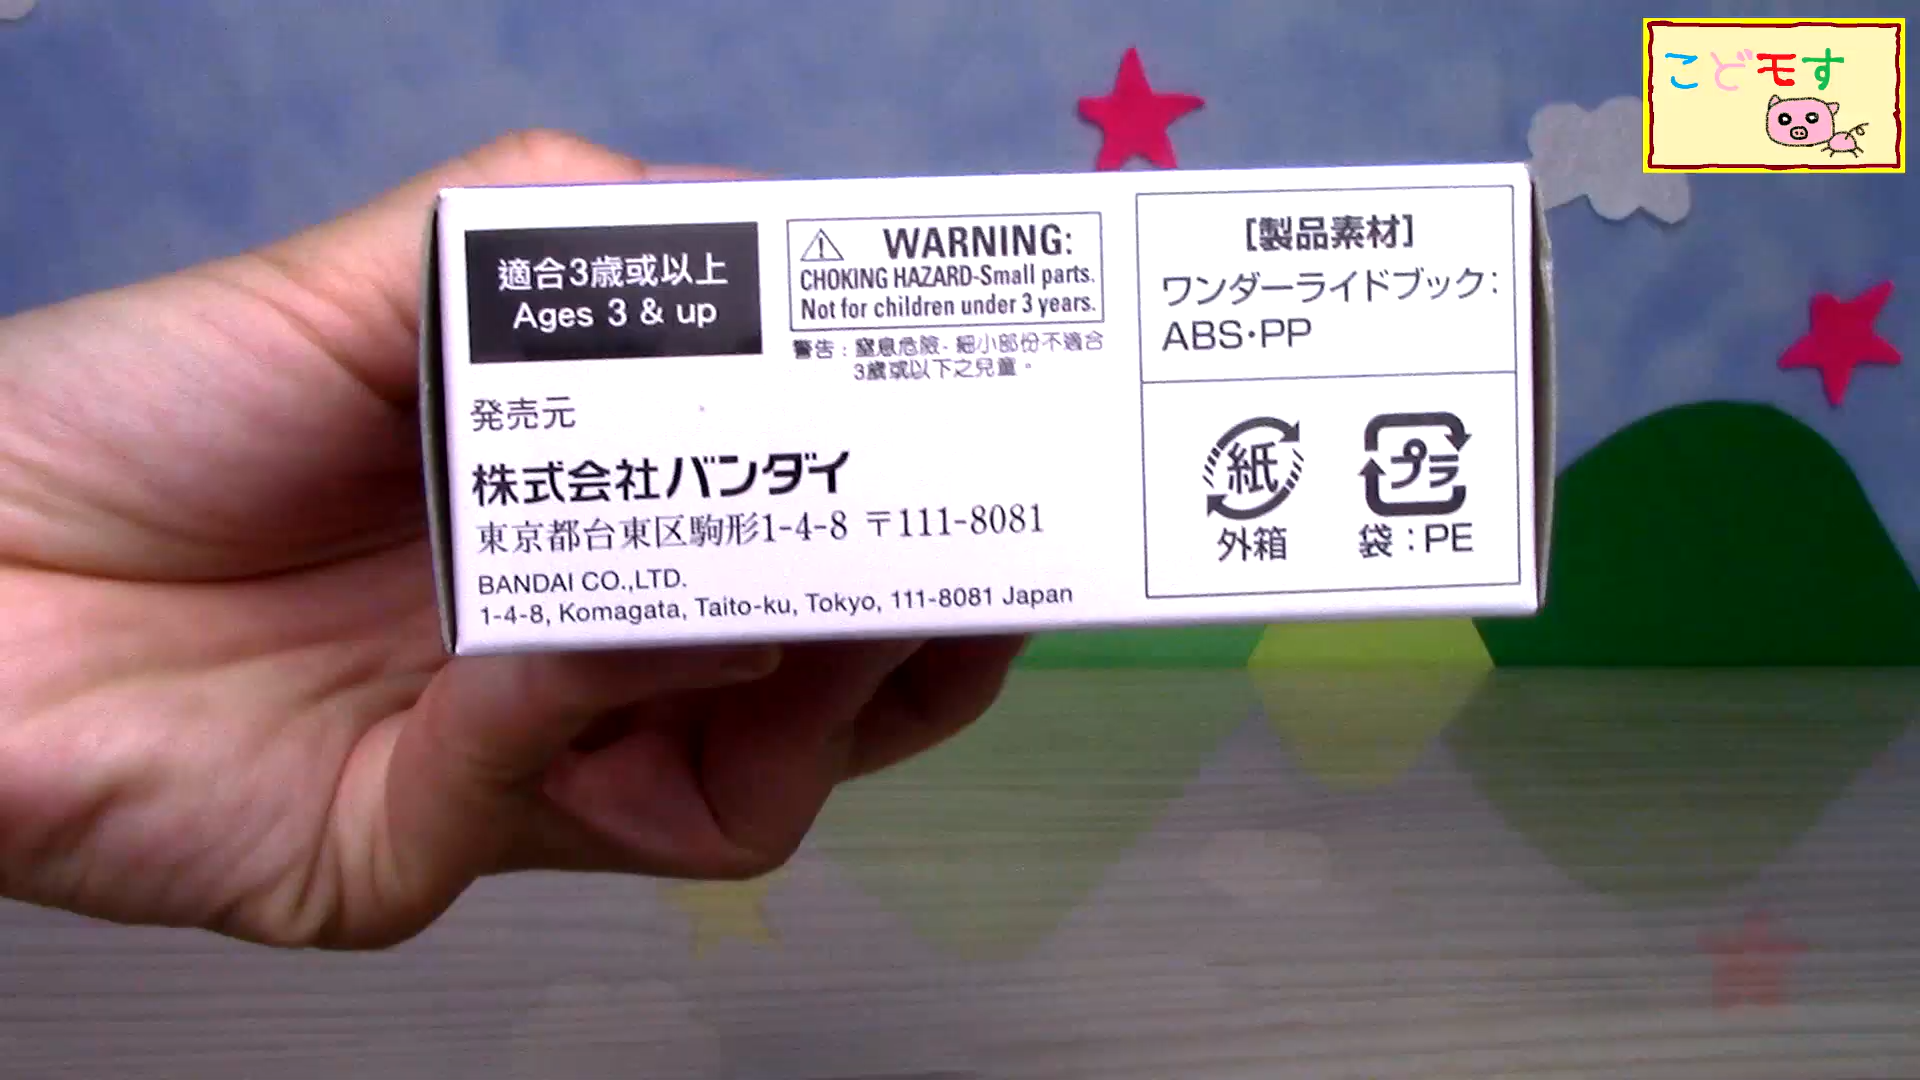 こどモす
適合3歳或以上
Ages 3 & up
WARNING:
CHOKING HAZARD-Small parts.
Not for children under 3 years.
警告：窒息危險- 細小部份不適合
3歲或以下之兒童。
発売元
株式会社バンダイ
東京都台東区駒形1-4-8 〒111-8081
BANDAI CO.,LTD.
1-4-8, Komagata, Taito-ku, Tokyo, 111-8081 Japan
[製品素材]
ワンダーライドブック：
ABS・PP
紙
外箱
プラ
袋：PE